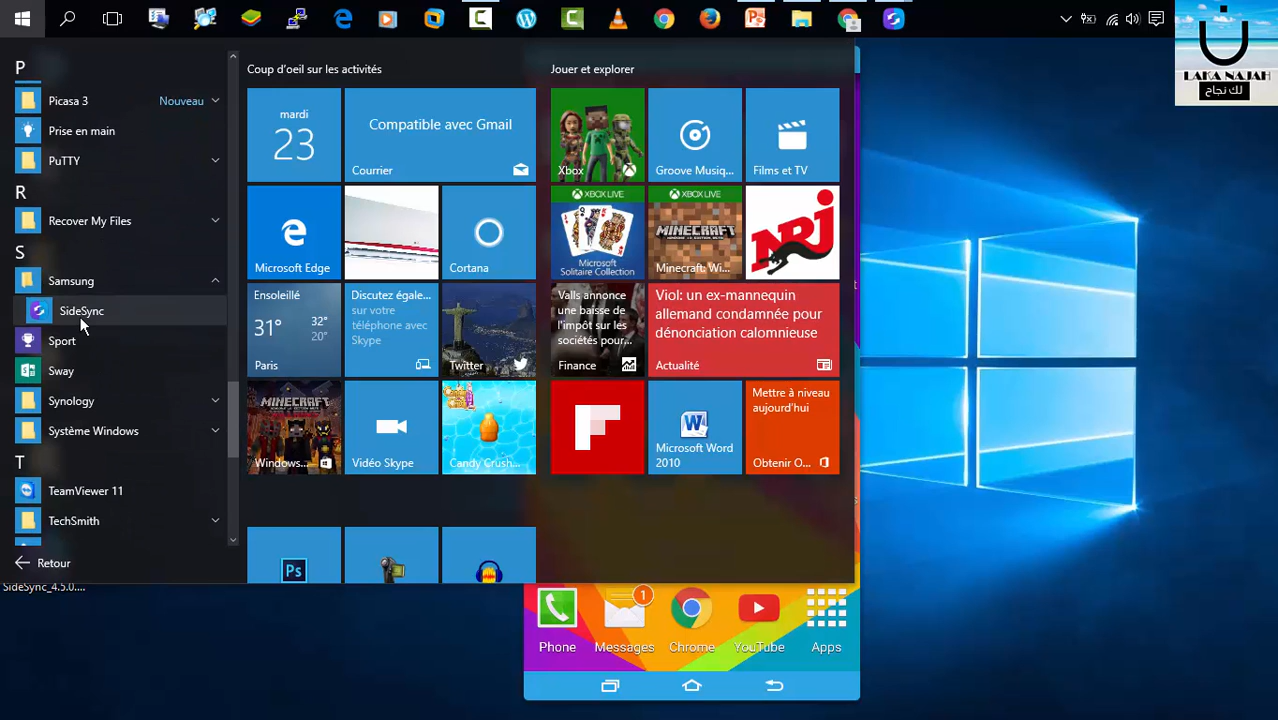 LAKA NAJAH
لك نجاح
P
Picasa 3 Nouveau
Prise en main
PuTTY
R
Recover My Files
S
Samsung
SideSync
Sport
Sway
Synology
Système Windows
T
TeamViewer 11
TechSmith
Retour
Coup d'oeil sur les activités
mardi
23
Compatible avec Gmail
Courrier
Microsoft Edge
Cortana
Ensoleillé
31° 32°
20°
Paris
Discutez égale...
sur votre
téléphone avec
Skype
Twitter
MINECRAFT
Windows...
Vidéo Skype
Candy Crush...
Ps
Jouer et explorer
Xbox
Groove Musiq...
Films et TV
XBOX LIVE
Microsoft
Solitaire Collection
XBOX LIVE
MINECRAFT
Minecraft: Wi...
NRJ
Valls annonce
une baisse de
l'impôt sur les
sociétés pour...
Finance
Viol: un ex-mannequin
allemand condamnée pour
dénonciation calomnieuse
Actualité
Microsoft Word
2010
Mettre à niveau
aujourd'hui
Obtenir O...
SideSync_4.5.0....
1
Phone
Messages
Chrome
YouTube
Apps